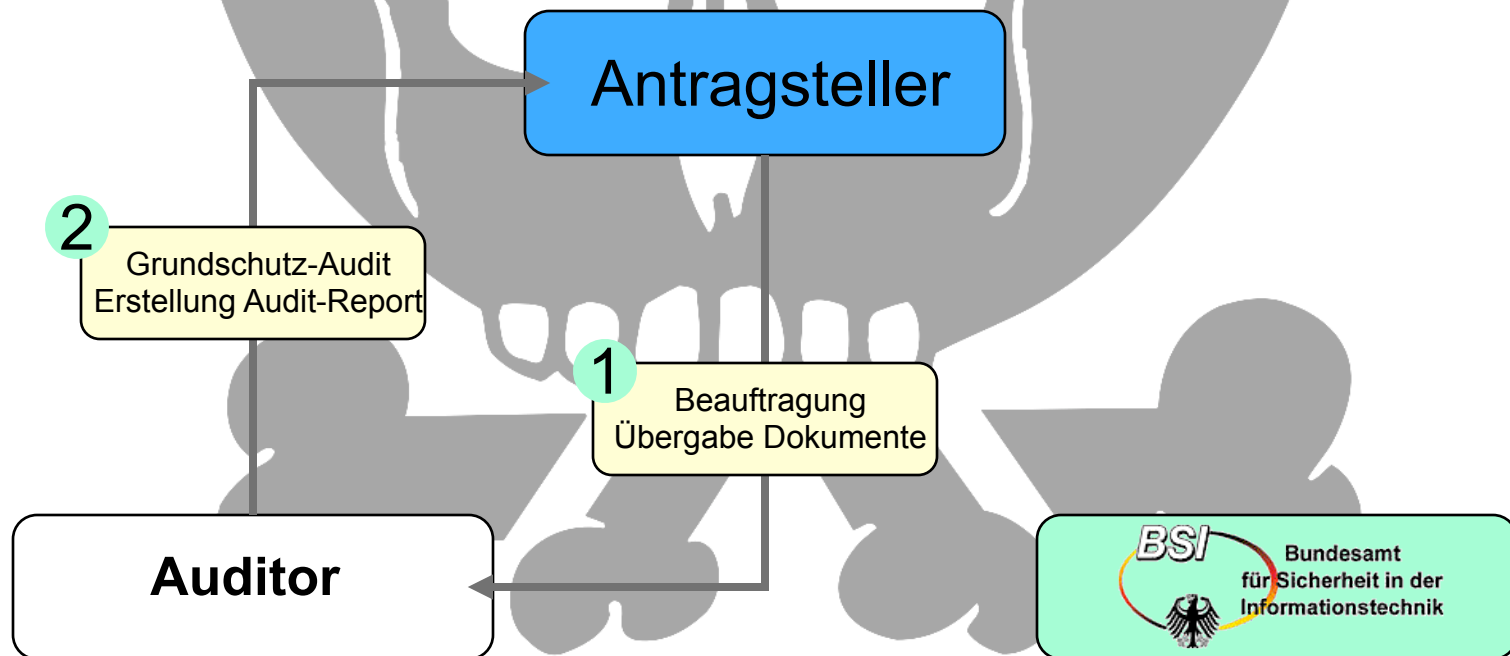 Antragsteller
2
Grundschutz-Audit
Erstellung Audit-Report
1
Beauftragung
Übergabe Dokumente
Auditor
BSI
Bundesamt
für Sicherheit in der
Informationstechnik